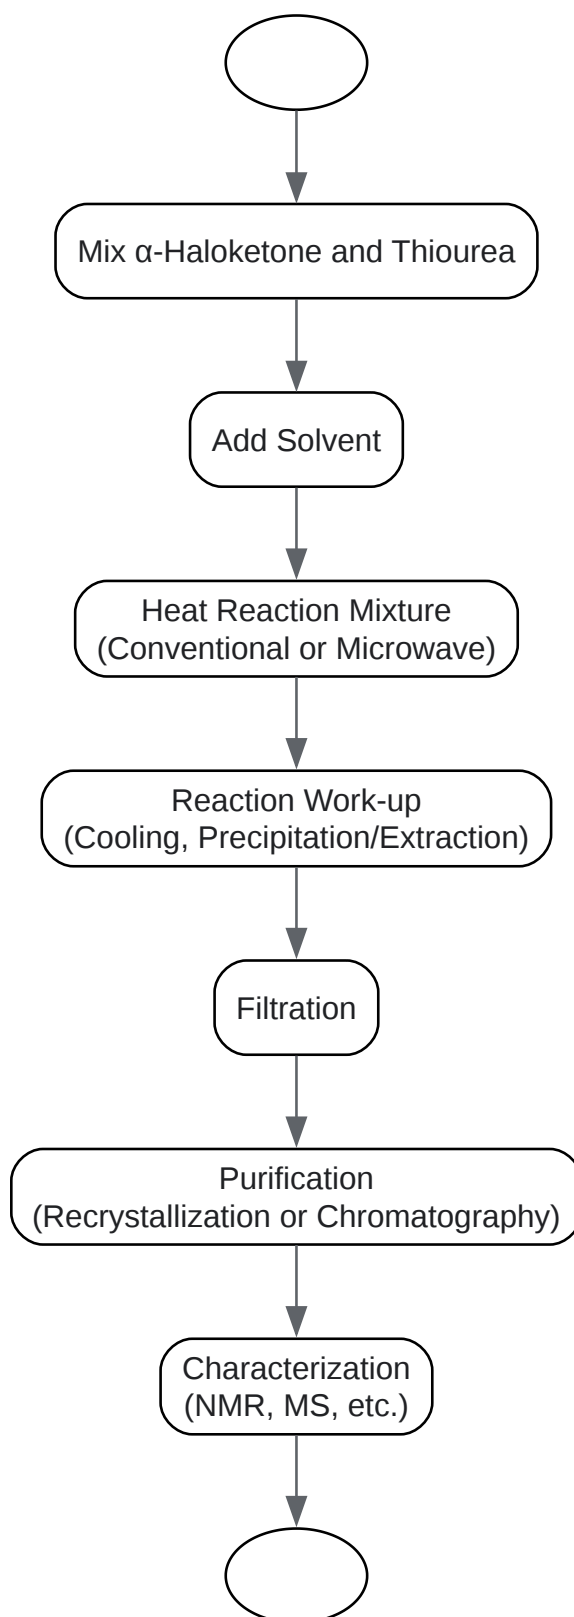 Mix α-Haloketone and Thiourea
Add Solvent
Heat Reaction Mixture
(Conventional or Microwave)
Reaction Work-up
(Cooling, Precipitation/Extraction)
Filtration
Purification
(Recrystallization or Chromatography)
Characterization
(NMR, MS, etc.)